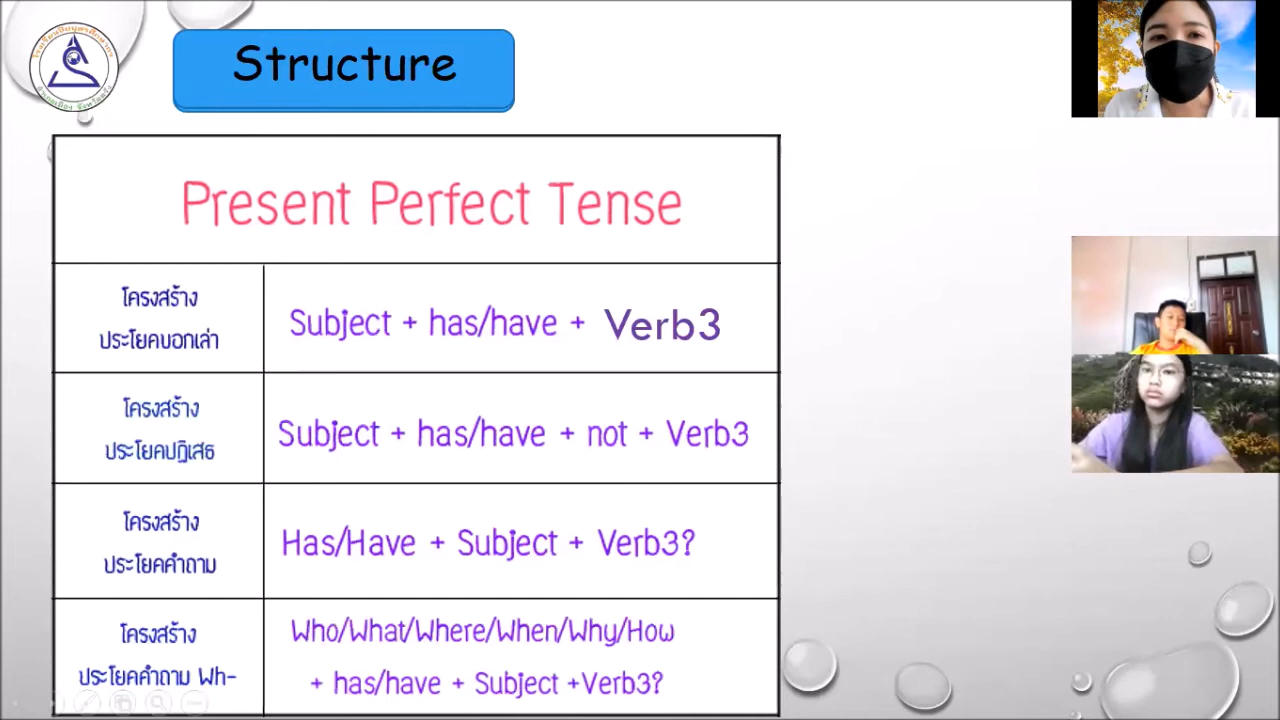 Structure
Present Perfect Tense
โครงสร้าง
ประโยคบอกเล่า
Subject + has/have + Verb3
โครงสร้าง
ประโยคปฏิเสธ
Subject + has/have + not + Verb3
โครงสร้าง
ประโยคคำถาม
Has/Have + Subject + Verb3?
โครงสร้าง
ประโยคคำถาม Wh-
Who/What/Where/When/Why/How
+ has/have + Subject +Verb3?